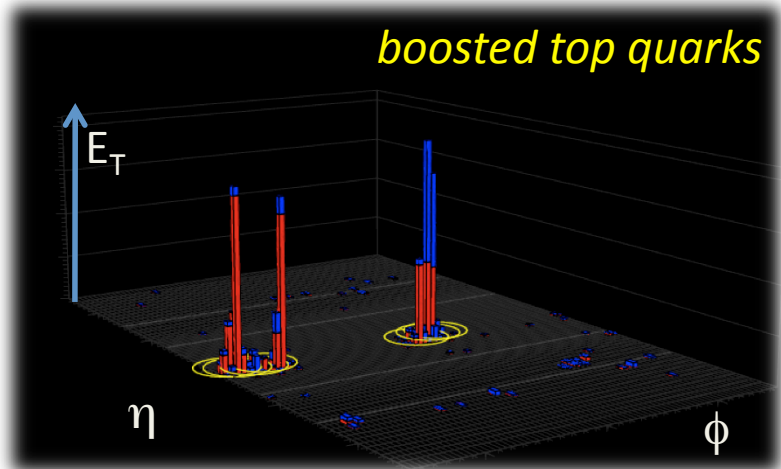 boosted top quarks
E_T
η
ϕ